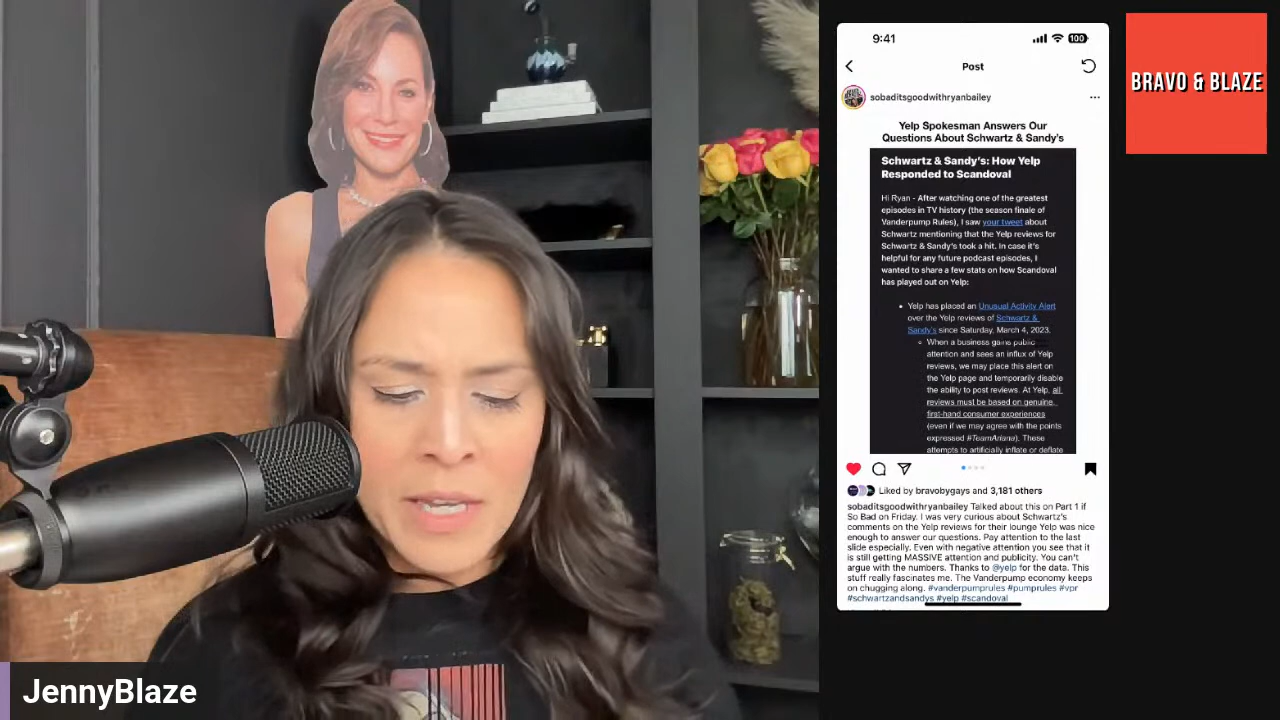 9:41
100
Post
sobaditsgoodwithryanbailey
Yelp Spokesman Answers Our
Questions About Schwartz & Sandy's
Schwartz & Sandy's: How Yelp
Responded to Scandoval
Hi Ryan - After watching one of the greatest
episodes in TV history (the season finale of
Vanderpump Rules), I saw your tweet about
Schwartz mentioning that the Yelp reviews for
Schwartz & Sandy's took a hit. In case it's
helpful for any future podcast episodes, I
wanted to share a few stats on how Scandoval
has played out on Yelp:
Yelp has placed an Unusual Activity Alert
over the Yelp reviews of Schwartz &
Sandy's since Saturday, March 4, 2023.
When a business gains public
attention and sees an influx of Yelp
reviews, we may place this alert on
the Yelp page and temporarily disable
the ability to post reviews. At Yelp, all
reviews must be based on genuine,
first-hand consumer experiences
(even if we may agree with the points
expressed #TeamAriana). These
attempts to artificially inflate or deflate
Liked by bravobygays and 3,181 others
sobaditsgoodwithryanbailey Talked about this on Part 1 if
So Bad on Friday. I was very curious about Schwartz's
comments on the Yelp reviews for their lounge Yelp was nice
enough to answer our questions. Pay attention to the last
slide especially. Even with negative attention you see that it
is still getting MASSIVE attention and publicity. You can't
argue with the numbers. Thanks to @yelp for the data. This
stuff really fascinates me. The Vanderpump economy keeps
on chugging along. #vanderpumprules #pumprules #vpr
#schwartzandsandys #yelp #scandoval
BRAVO & BLAZE
JennyBlaze